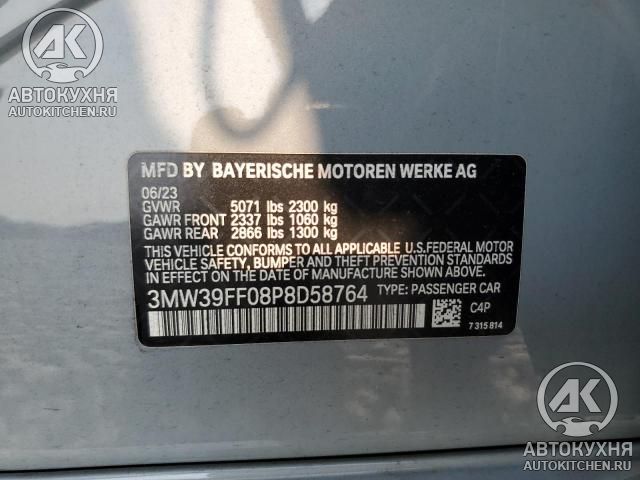 АК
АВТОКУХНЯ
AUTOKITCHEN.RU
MFD BY BAYERISCHE MOTOREN WERKE AG
06/23
GVWR 5071 lbs 2300 kg
GAWR FRONT 2337 lbs 1060 kg
GAWR REAR 2866 lbs 1300 kg
THIS VEHICLE CONFORMS TO ALL APPLICABLE U.S. FEDERAL MOTOR
VEHICLE SAFETY, BUMPER AND THEFT PREVENTION STANDARDS
IN EFFECT ON THE DATE OF MANUFACTURE SHOWN ABOVE.
3MW39FF08P8D58764 TYPE: PASSENGER CAR
C4P
7 315 814
АК
АВТОКУХНЯ
AUTOKITCHEN.RU